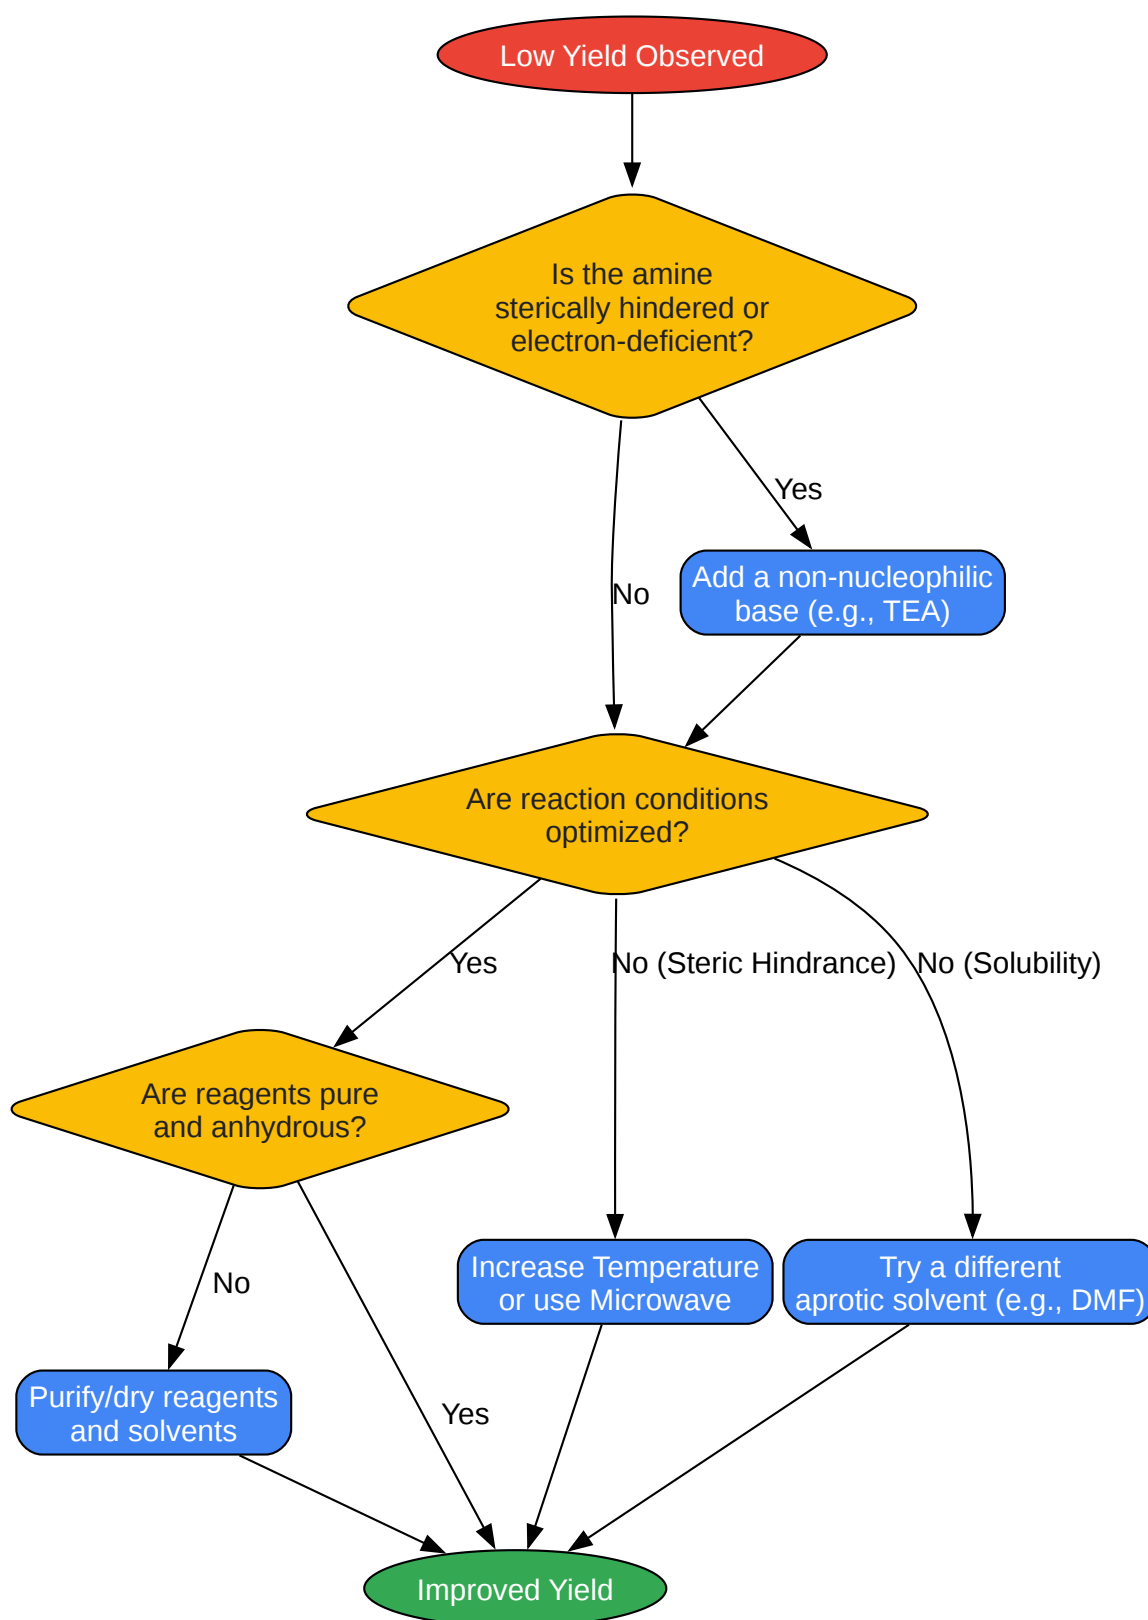 Low Yield Observed
Is the amine
sterically hindered or
electron-deficient?
Yes
Add a non-nucleophilic
base (e.g., TEA)
No
Are reaction conditions
optimized?
Yes
No (Steric Hindrance)
No (Solubility)
Are reagents pure
and anhydrous?
Increase Temperature
or use Microwave
Try a different
aprotic solvent (e.g., DMF)
No
Purify/dry reagents
and solvents
Yes
Improved Yield